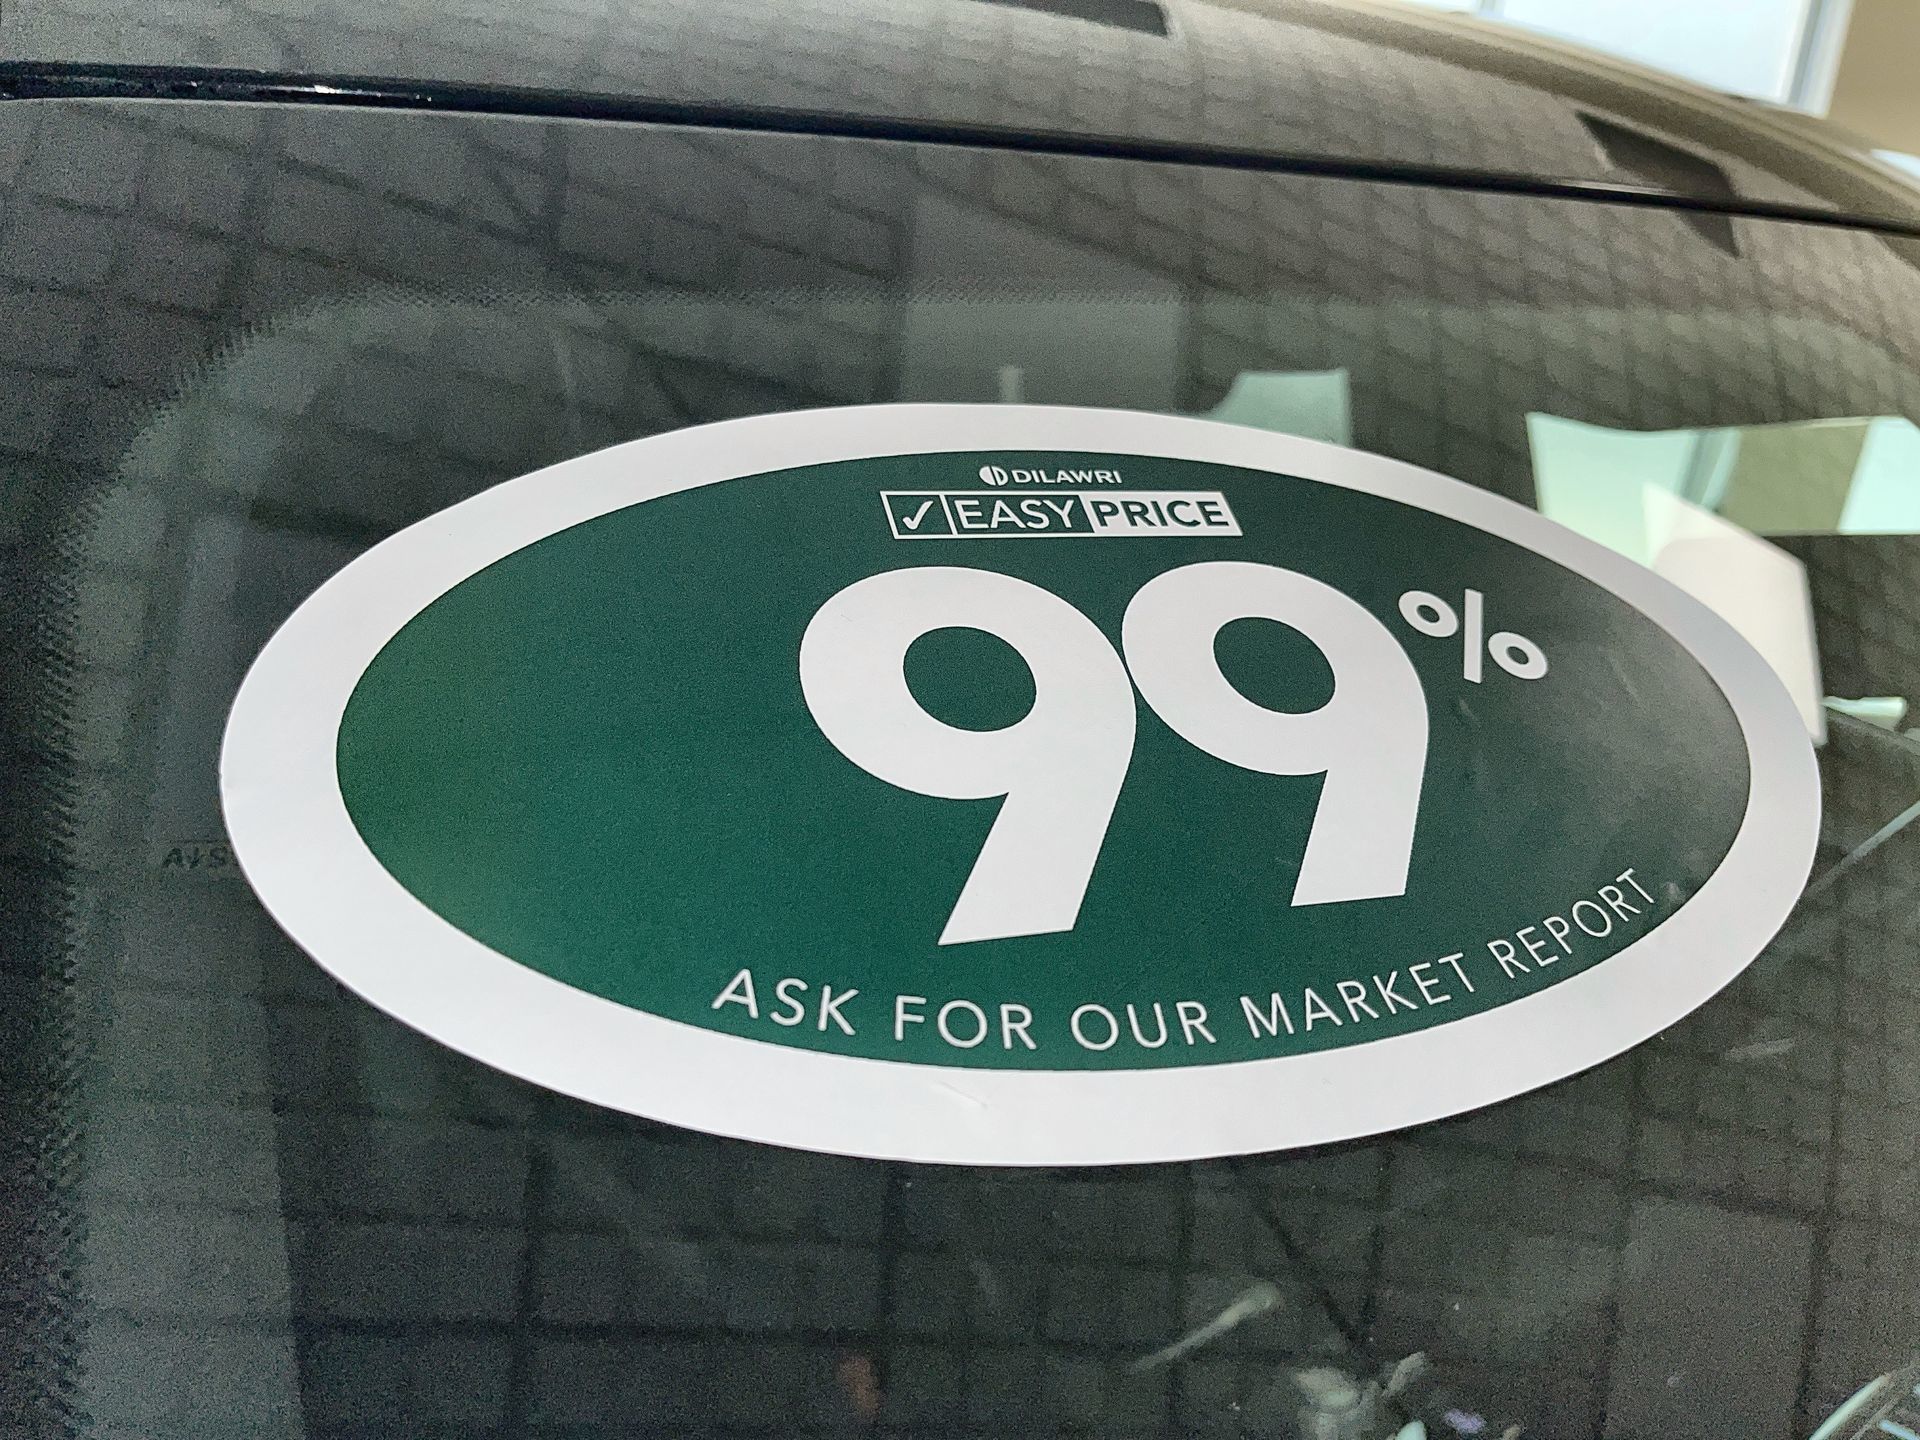 DILAWRI
✓ EASY PRICE
99%
ASK FOR OUR MARKET REPORT